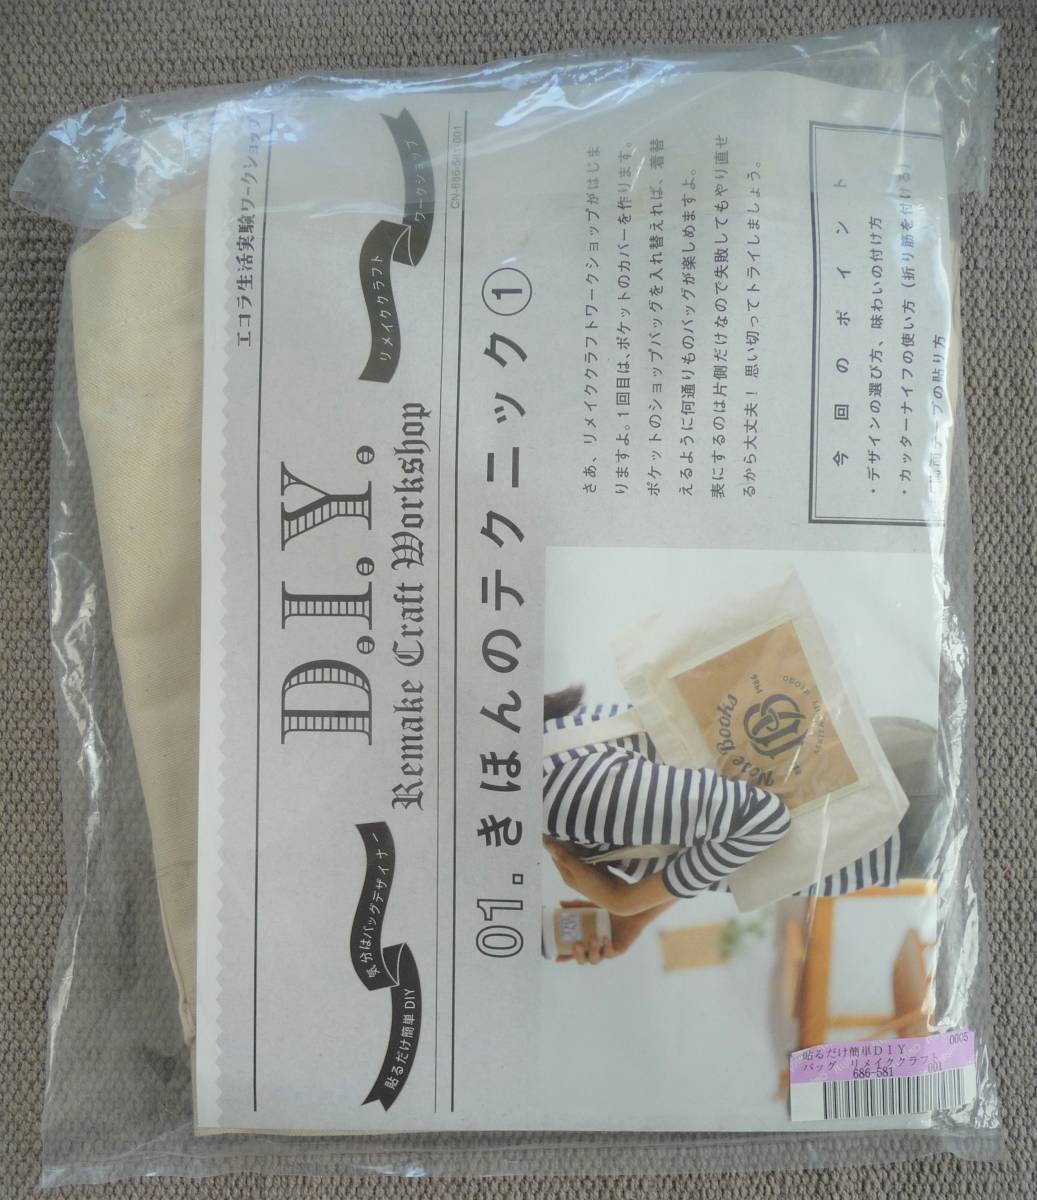 エコラ生活実験ワークショップ
貼るだけ簡単DIY
自分はバッグデザイナー
D.I.Y.
リメイククラフト
ワークショップ
Remake Craft Workshop
CN-686-581-001
01.きほんのテクニック①
さあ、リメイククラフトワークショップがはじま
りますよ。1回目は、ポケットのカバーを作ります。
ポケットのショップバッグを入れ替えれば、着替
えるように何通りものバッグが楽しめますよ。
表にするのは片側だけなので失敗してもやり直せ
るから大丈夫！思い切ってトライしましょう。
今回のポイント
・デザインの選び方、味わいの付け方
・カッターナイフの使い方（折り筋を付ける）
・両面テープの貼り方
Nose Books
貼るだけ簡単DIY
0005
バッグ リメイククラフト
686-581
001